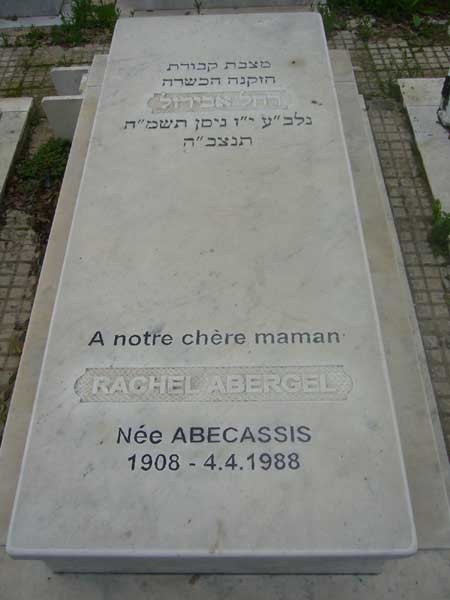 מצבת קבורת
הזקנה הכשרה
רחל אבירזל
נלב"ע י"ז ניסן תשמ"ח
תנצב"ה
A notre chère maman
RACHEL ABERGEL
Née ABECASSIS
1908 - 4.4.1988